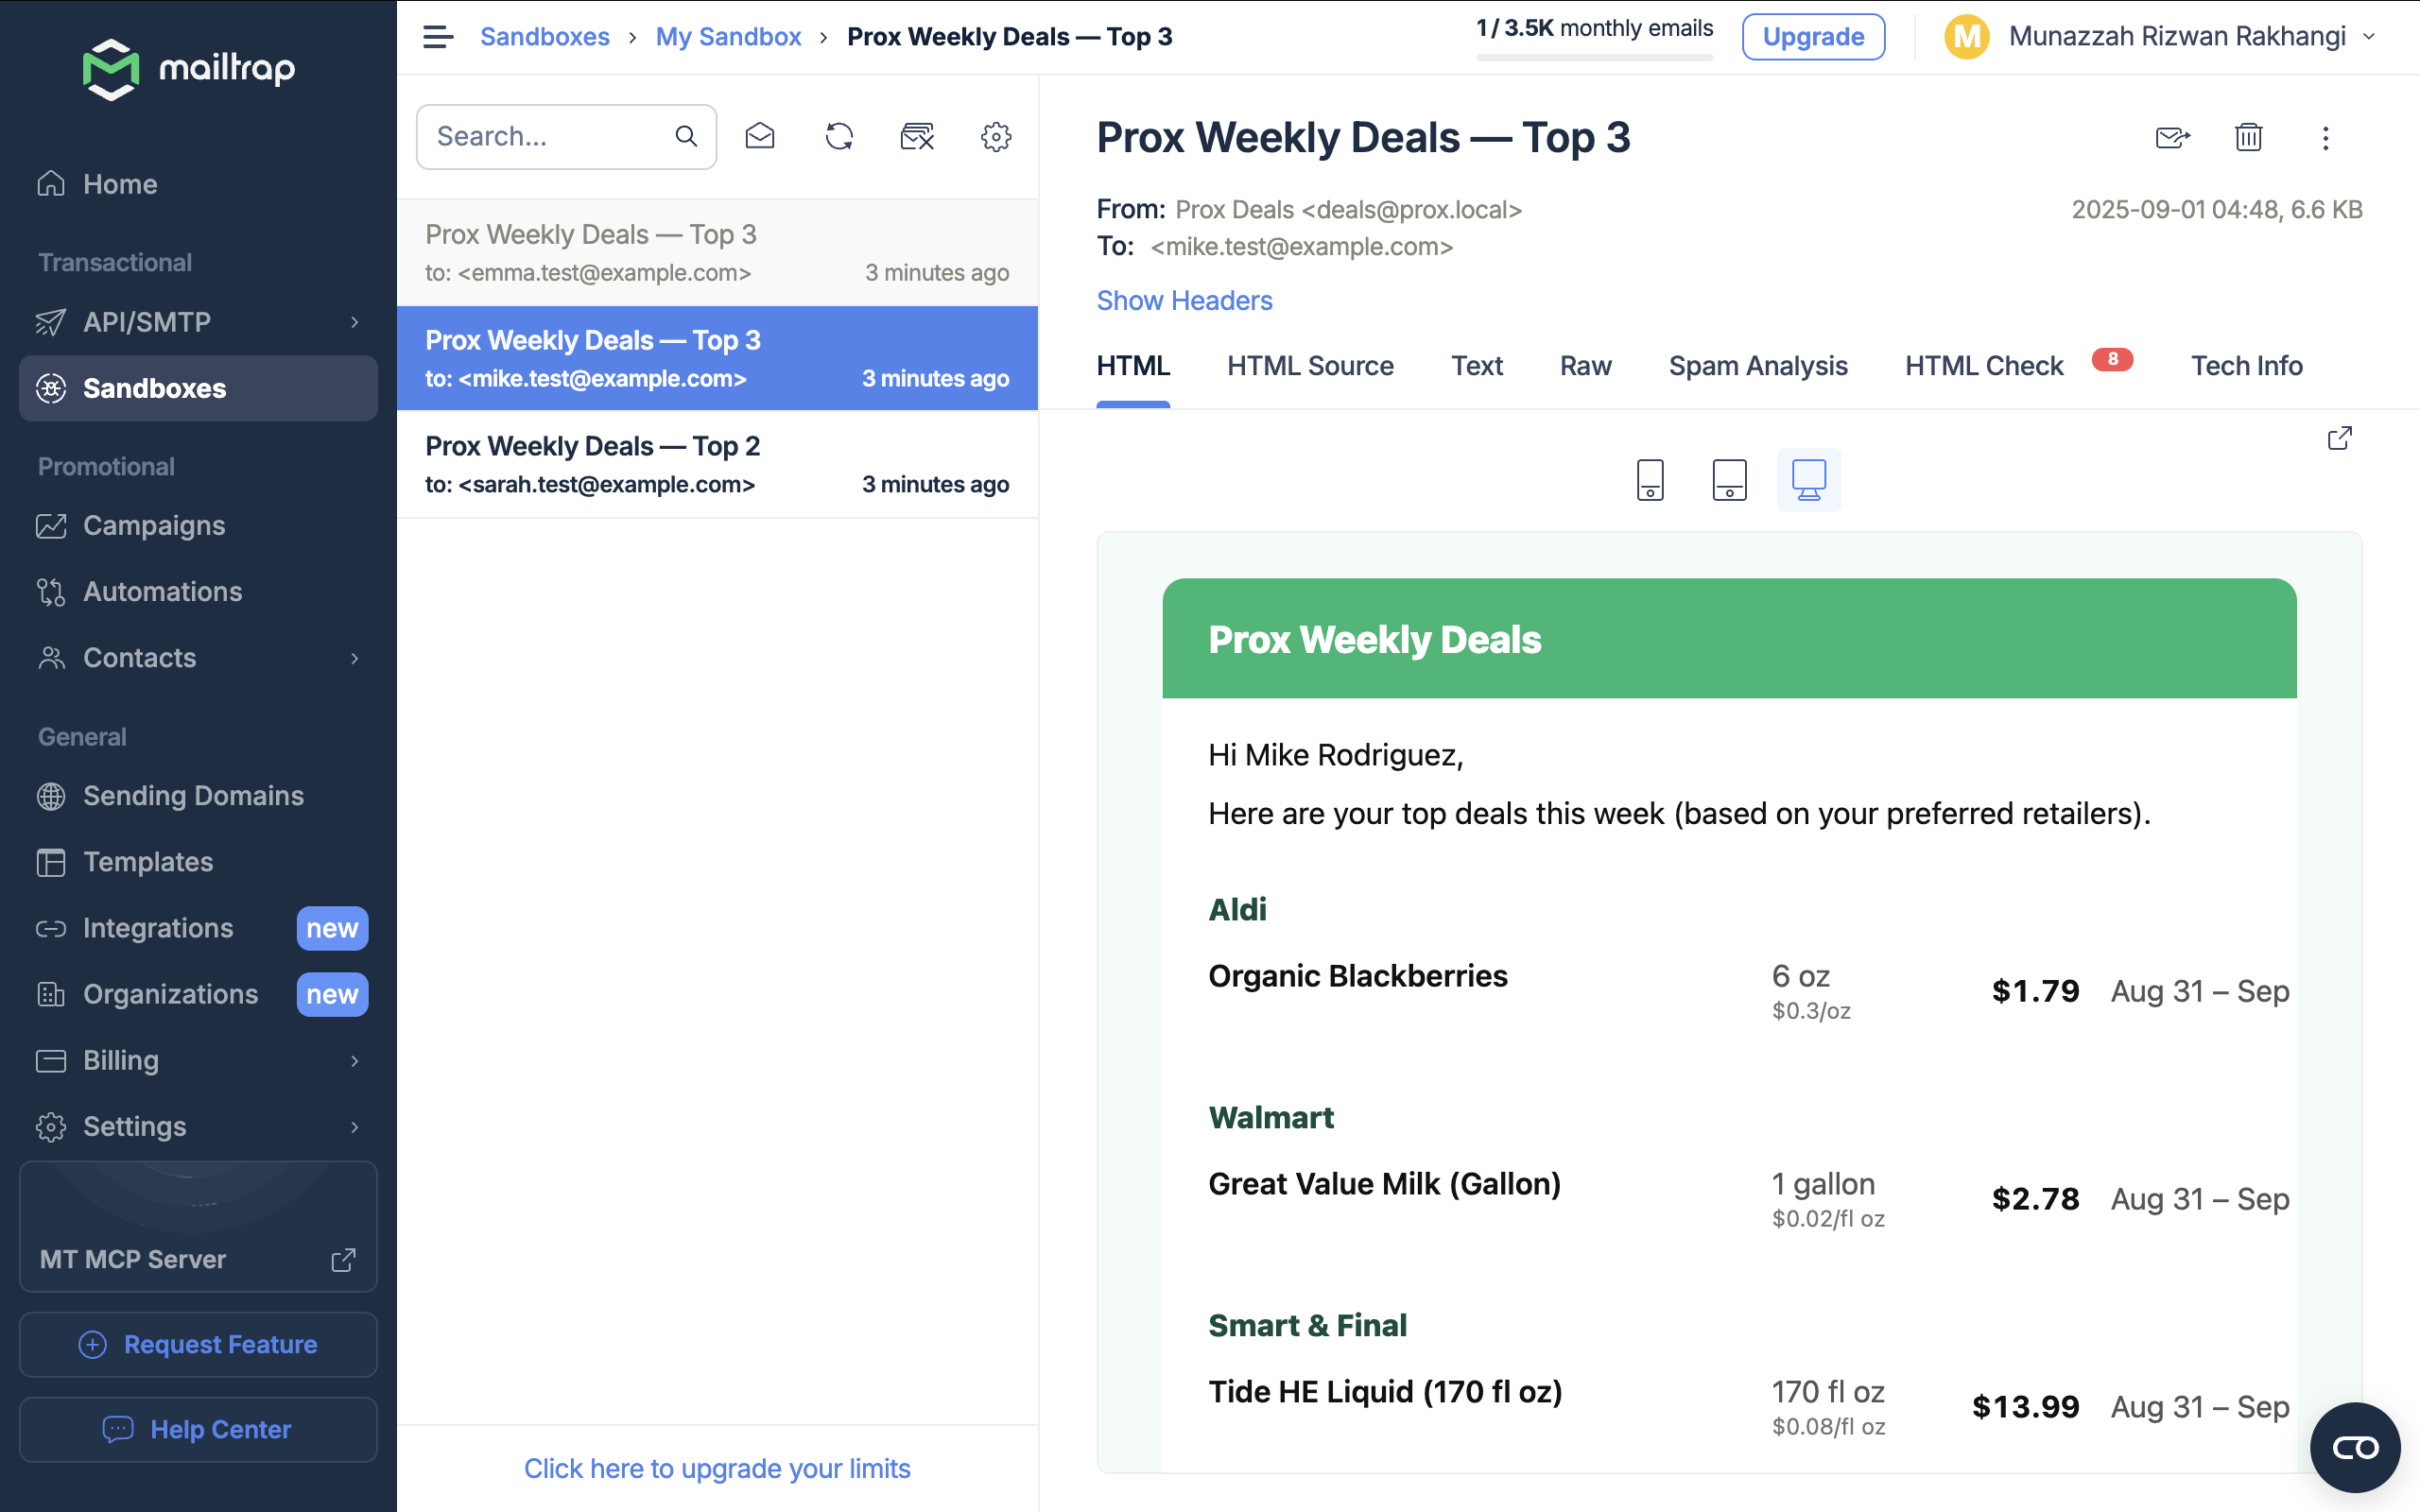 mailtrap
Home
Transactional
API/SMTP
Sandboxes
Promotional
Campaigns
Automations
Contacts
General
Sending Domains
Templates
Integrations new
Organizations new
Billing
Settings
MT MCP Server
Request Feature
Help Center
Sandboxes › My Sandbox › Prox Weekly Deals — Top 3
1 / 3.5K monthly emails
Upgrade
M Munazzah Rizwan Rakhangi
Search...
Prox Weekly Deals — Top 3
to: <emma.test@example.com> 3 minutes ago
Prox Weekly Deals — Top 3
to: <mike.test@example.com> 3 minutes ago
Prox Weekly Deals — Top 2
to: <sarah.test@example.com> 3 minutes ago
Click here to upgrade your limits
Prox Weekly Deals — Top 3
From: Prox Deals <deals@prox.local> 2025-09-01 04:48, 6.6 KB
To: <mike.test@example.com>
Show Headers
HTML HTML Source Text Raw Spam Analysis HTML Check 8 Tech Info
Prox Weekly Deals
Hi Mike Rodriguez,
Here are your top deals this week (based on your preferred retailers).
Aldi
Organic Blackberries 6 oz $1.79 Aug 31 – Sep
$0.3/oz
Walmart
Great Value Milk (Gallon) 1 gallon $2.78 Aug 31 – Sep
$0.02/fl oz
Smart & Final
Tide HE Liquid (170 fl oz) 170 fl oz $13.99 Aug 31 – Sep
$0.08/fl oz